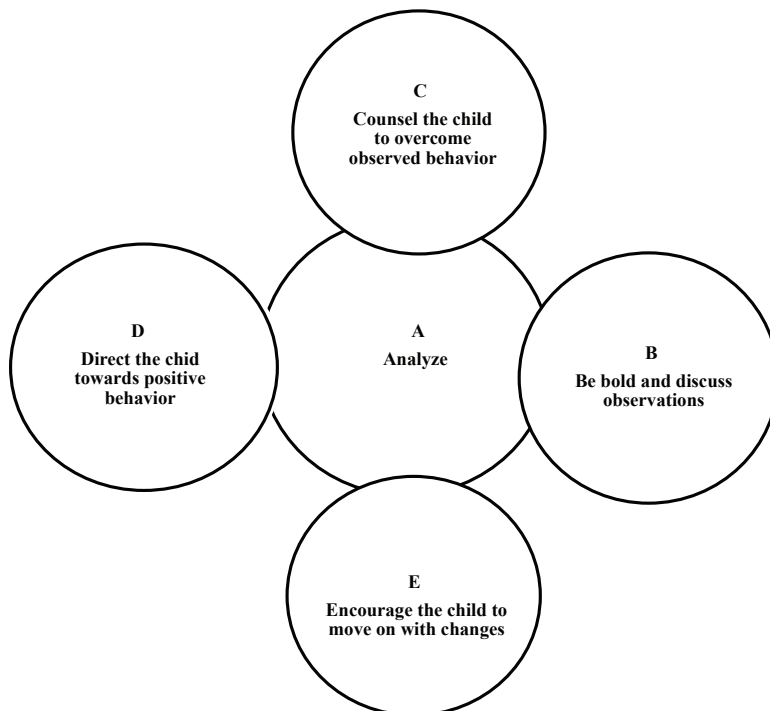 C
Counsel the child
to overcome
observed behavior
D
Direct the chid
towards positive
behavior
A
Analyze
B
Be bold and discuss
observations
E
Encourage the child to
move on with changes